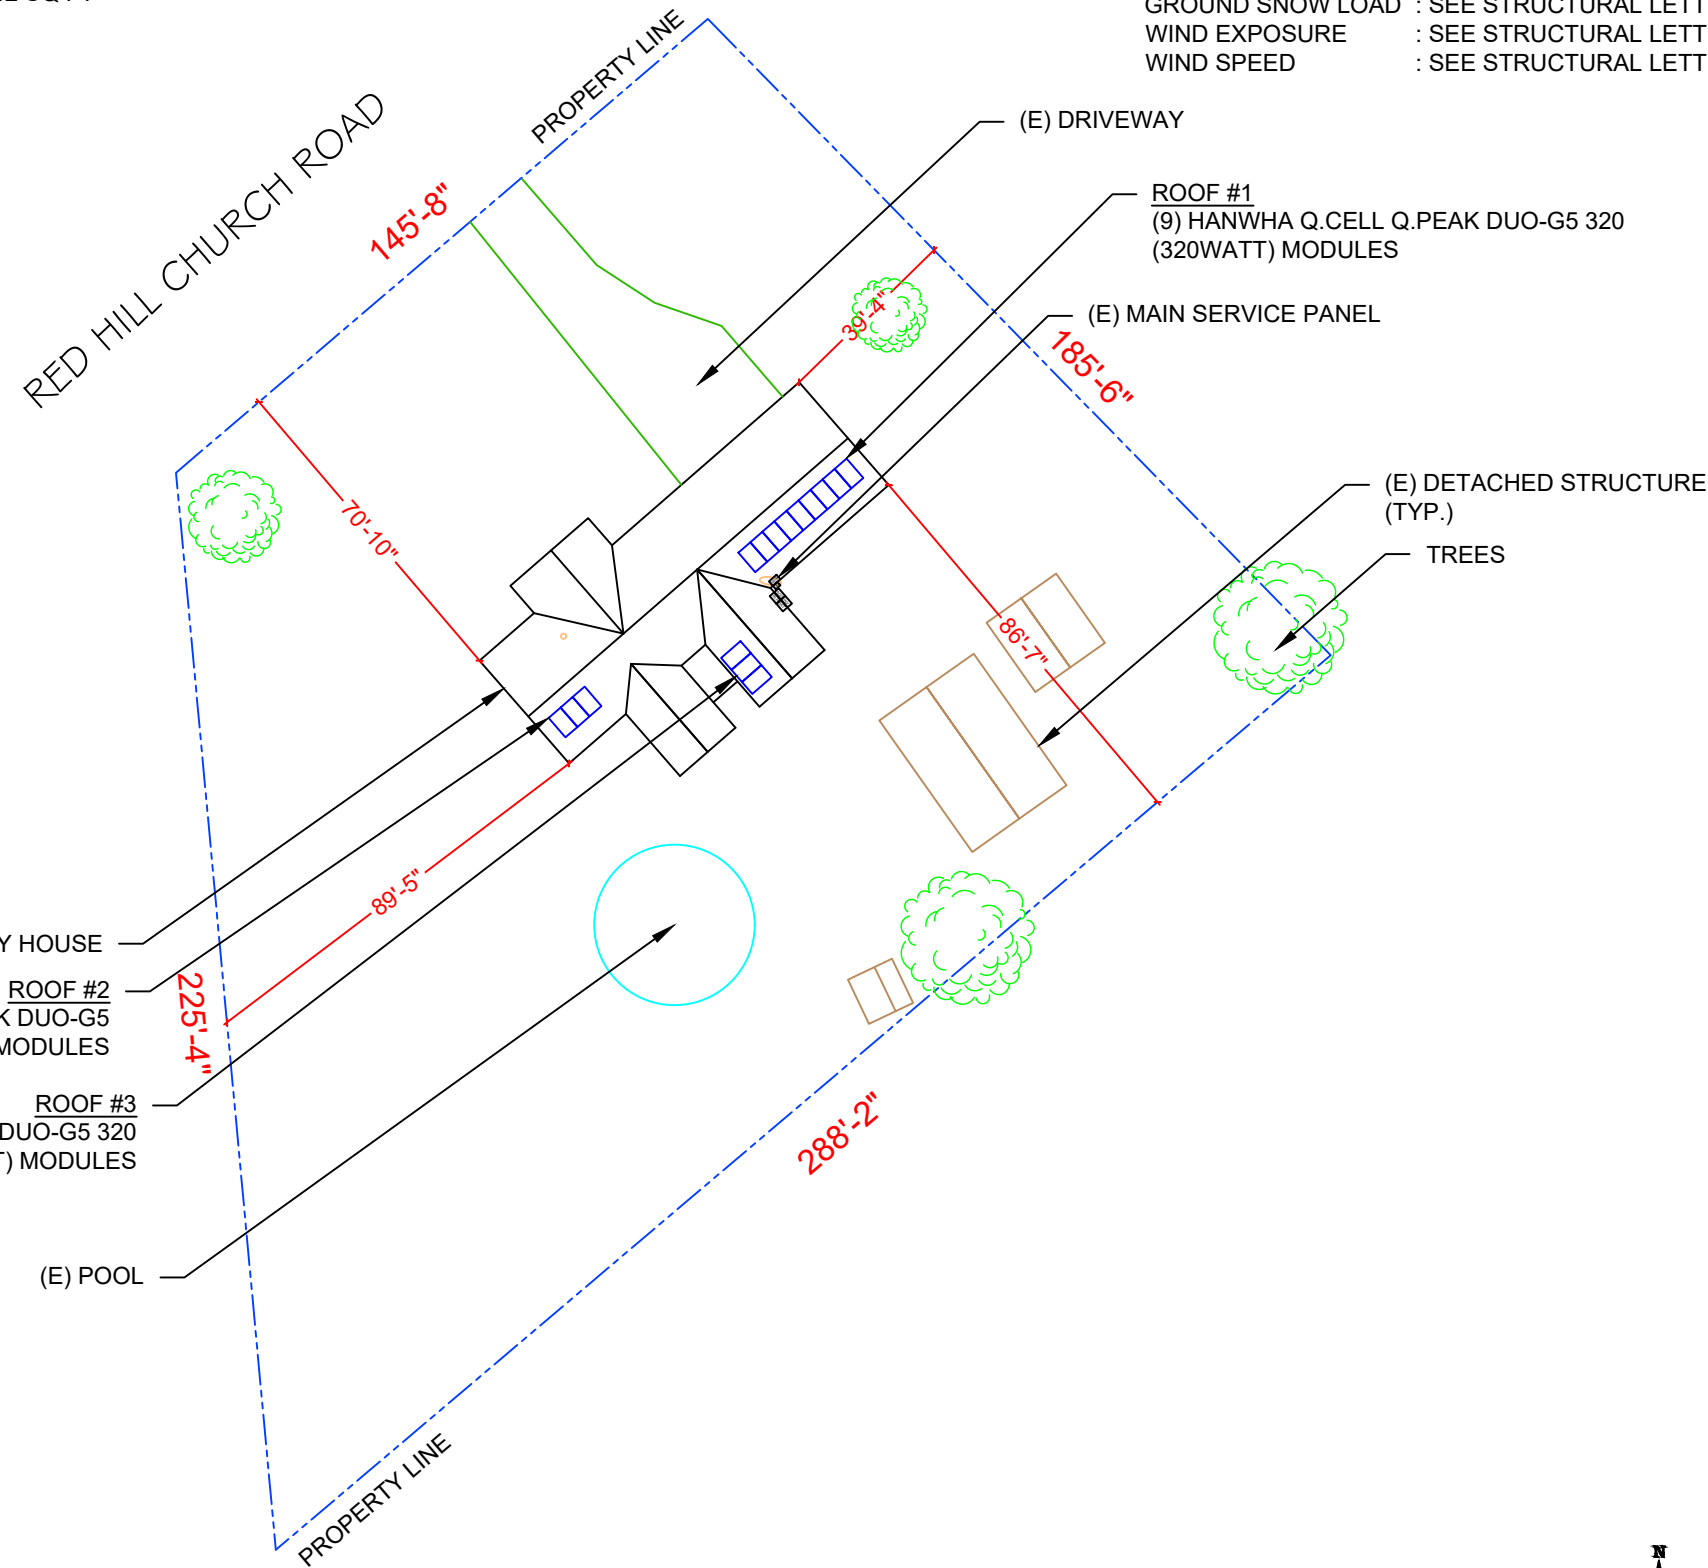 GROUND SNOW LOAD : SEE STRUCTURAL LETT
WIND EXPOSURE : SEE STRUCTURAL LETT
WIND SPEED : SEE STRUCTURAL LETT
PROPERTY LINE
RED HILL CHURCH ROAD
145'-8"
(E) DRIVEWAY
ROOF #1
(9) HANWHA Q.CELL Q.PEAK DUO-G5 320
(320WATT) MODULES
39'-4"
(E) MAIN SERVICE PANEL
185'-6"
70'-10"
(E) DETACHED STRUCTURE
(TYP.)
TREES
86'-7"
89'-5"
Y HOUSE
ROOF #2
K DUO-G5
MODULES
225'-4"
ROOF #3
DUO-G5 320
T) MODULES
288'-2"
(E) POOL
PROPERTY LINE
N